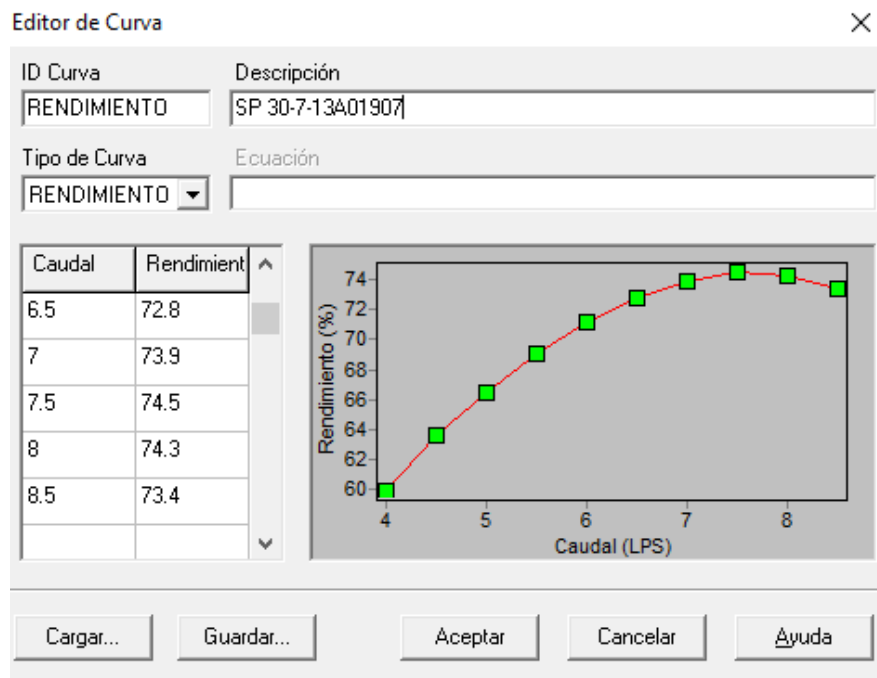 Editor de Curva
ID Curva Descripción
RENDIMIENTO SP 30-7-13A01907
Tipo de Curva Ecuación
RENDIMIENTO
Caudal Rendimient
6.5 72.8
7 73.9
7.5 74.5
8 74.3
8.5 73.4
Rendimiento (%)
74
72
70
68
66
64
62
60
4 5 6 7 8
Caudal (LPS)
Cargar... Guardar... Aceptar Cancelar Ayuda